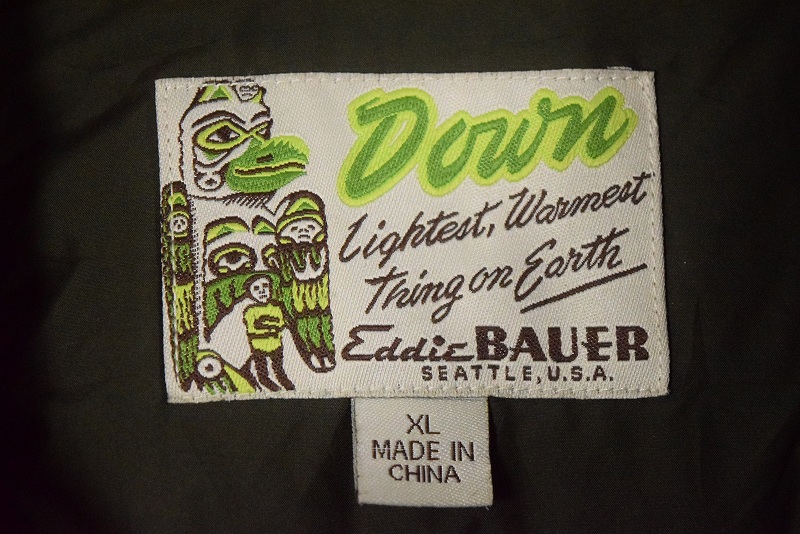 Down
Lightest, Warmest
Thing on Earth
Eddie BAUER
SEATTLE, U.S.A.
XL
MADE IN
CHINA